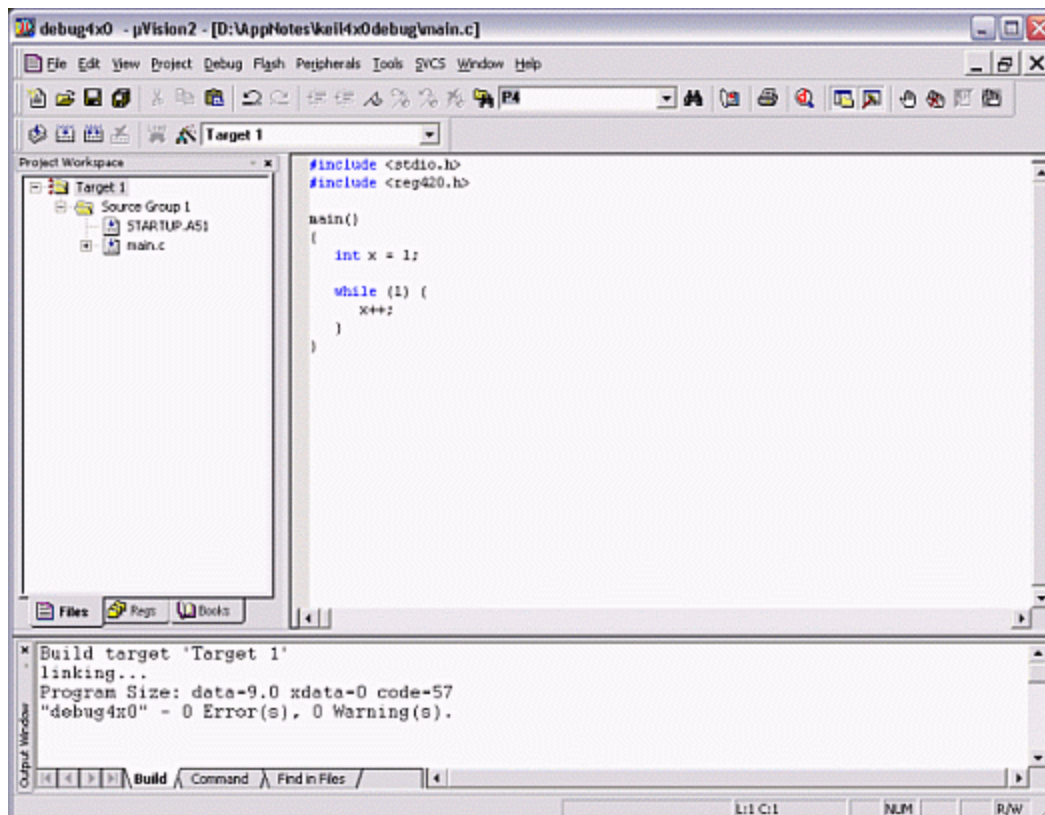 debug4x0 - µVision2 - [D:\AppNotes\keil4x0debug\main.c]
File Edit View Project Debug Flash Peripherals Tools SVCS Window Help
P4
Target 1
Project Workspace
Target 1
Source Group 1
STARTUP.A51
main.c
Files Regs Books
#include <stdio.h>
#include <reg420.h>
main()
{
int x = 1;
while (1) {
x++;
}
}
Build target 'Target 1'
linking...
Program Size: data=9.0 xdata=0 code=57
"debug4x0" - 0 Error(s), 0 Warning(s).
Output Window
Build Command Find in Files
L:1 C:1 NUM R/W